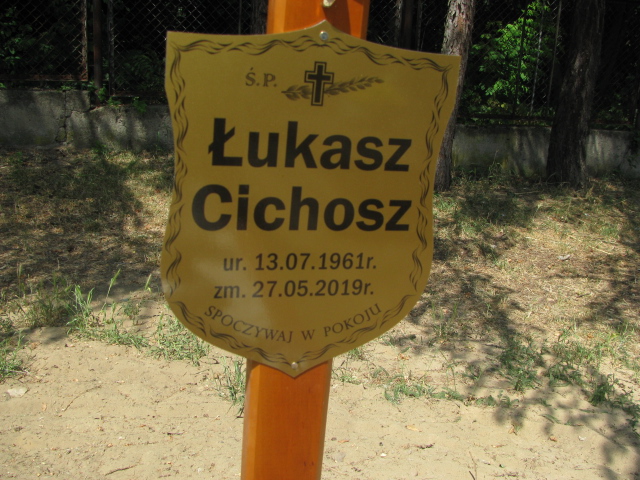 Ś.P.
Łukasz
Cichosz
ur. 13.07.1961r.
zm. 27.05.2019r.
SPOCZYWAJ W POKOJU